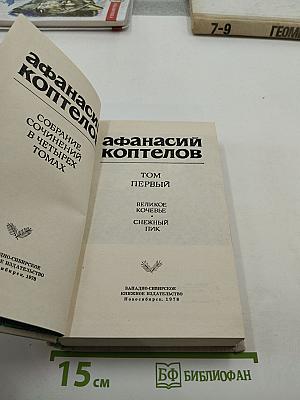 7-9
ГЕОМ
афанасий
КОПТЕЛОВ
СОБРАНИЕ
СОЧИНЕНИЙ
В ЧЕТЫРЕХ
ТОМАХ
афанасий
КОПТЕЛОВ
ТОМ
ПЕРВЫЙ
ВЕЛИКОЕ
КОЧЕВЬЕ
СНЕЖНЫЙ
ПИК
ЗАПАДНО-СИБИРСКОЕ
КНИЖНОЕ ИЗДАТЕЛЬСТВО
Новосибирск, 1978
15 см
БФ БИБЛИОФАН